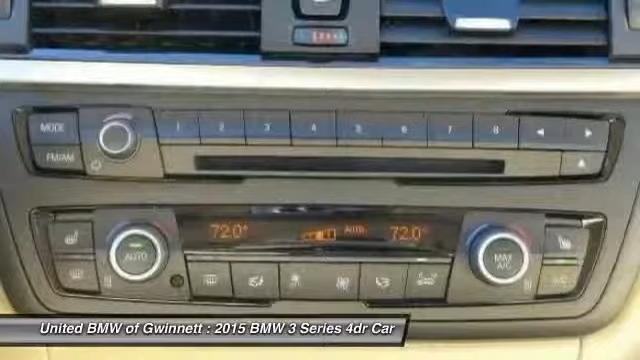 MODE 1 2 3 4 5 6 7 8
FM/AM
72.0° AUTO 72.0°
AUTO MAX A/C
United BMW of Gwinnett : 2015 BMW 3 Series 4dr Car